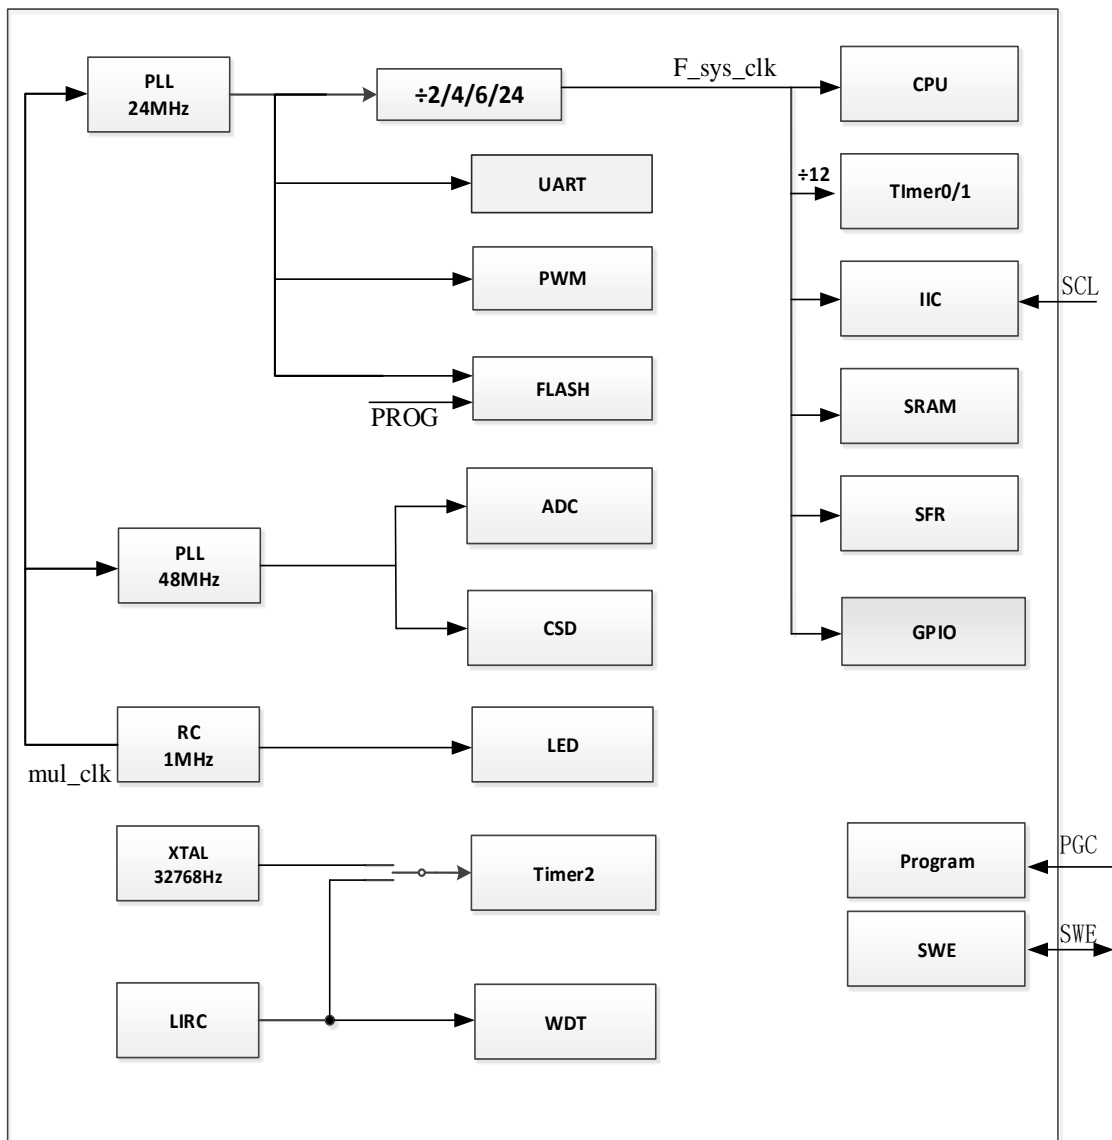 PLL
24MHz
÷2/4/6/24
F_sys_clk
CPU
UART
÷12
TImer0/1
PWM
IIC
SCL
FLASH
PROG
SRAM
ADC
SFR
PLL
48MHz
CSD
GPIO
RC
1MHz
LED
mul_clk
XTAL
32768Hz
Timer2
Program
PGC
SWE
SWE
LIRC
WDT